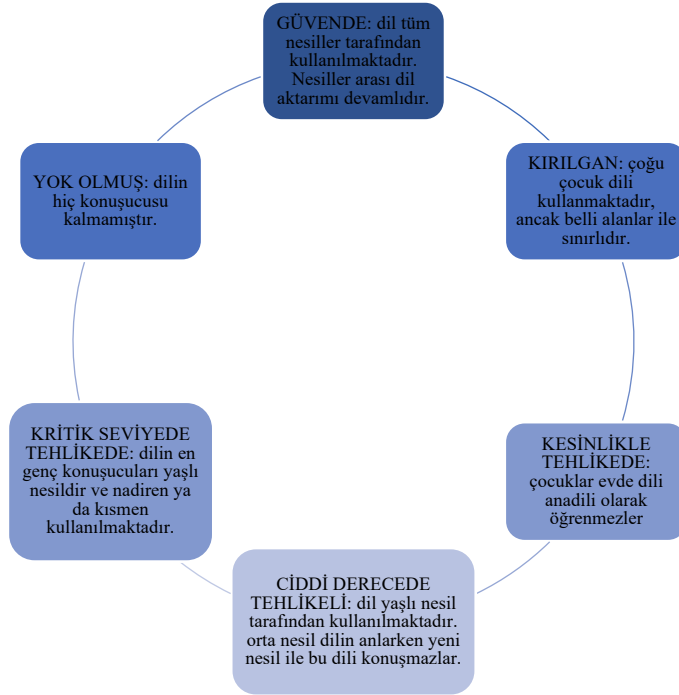 GÜVENDE: dil tüm
nesiller tarafından
kullanılmaktadır.
Nesiller arası dil
aktarımı devamlıdır.
KIRILGAN: çoğu
çocuk dili
kullanmaktadır,
ancak belli alanlar ile
sınırlıdır.
KESİNLİKLE
TEHLİKEDE:
çocuklar evde dili
anadili olarak
öğrenmezler
CİDDİ DERECEDE
TEHLİKELİ: dil yaşlı nesil
tarafından kullanılmaktadır.
orta nesil dilin anlarken yeni
nesil ile bu dili konuşmazlar.
KRİTİK SEVİYEDE
TEHLİKEDE: dilin en
genç konuşucuları yaşlı
nesildir ve nadiren ya
da kısmen
kullanılmaktadır.
YOK OLMUŞ: dilin
hiç konuşucusu
kalmamıştır.